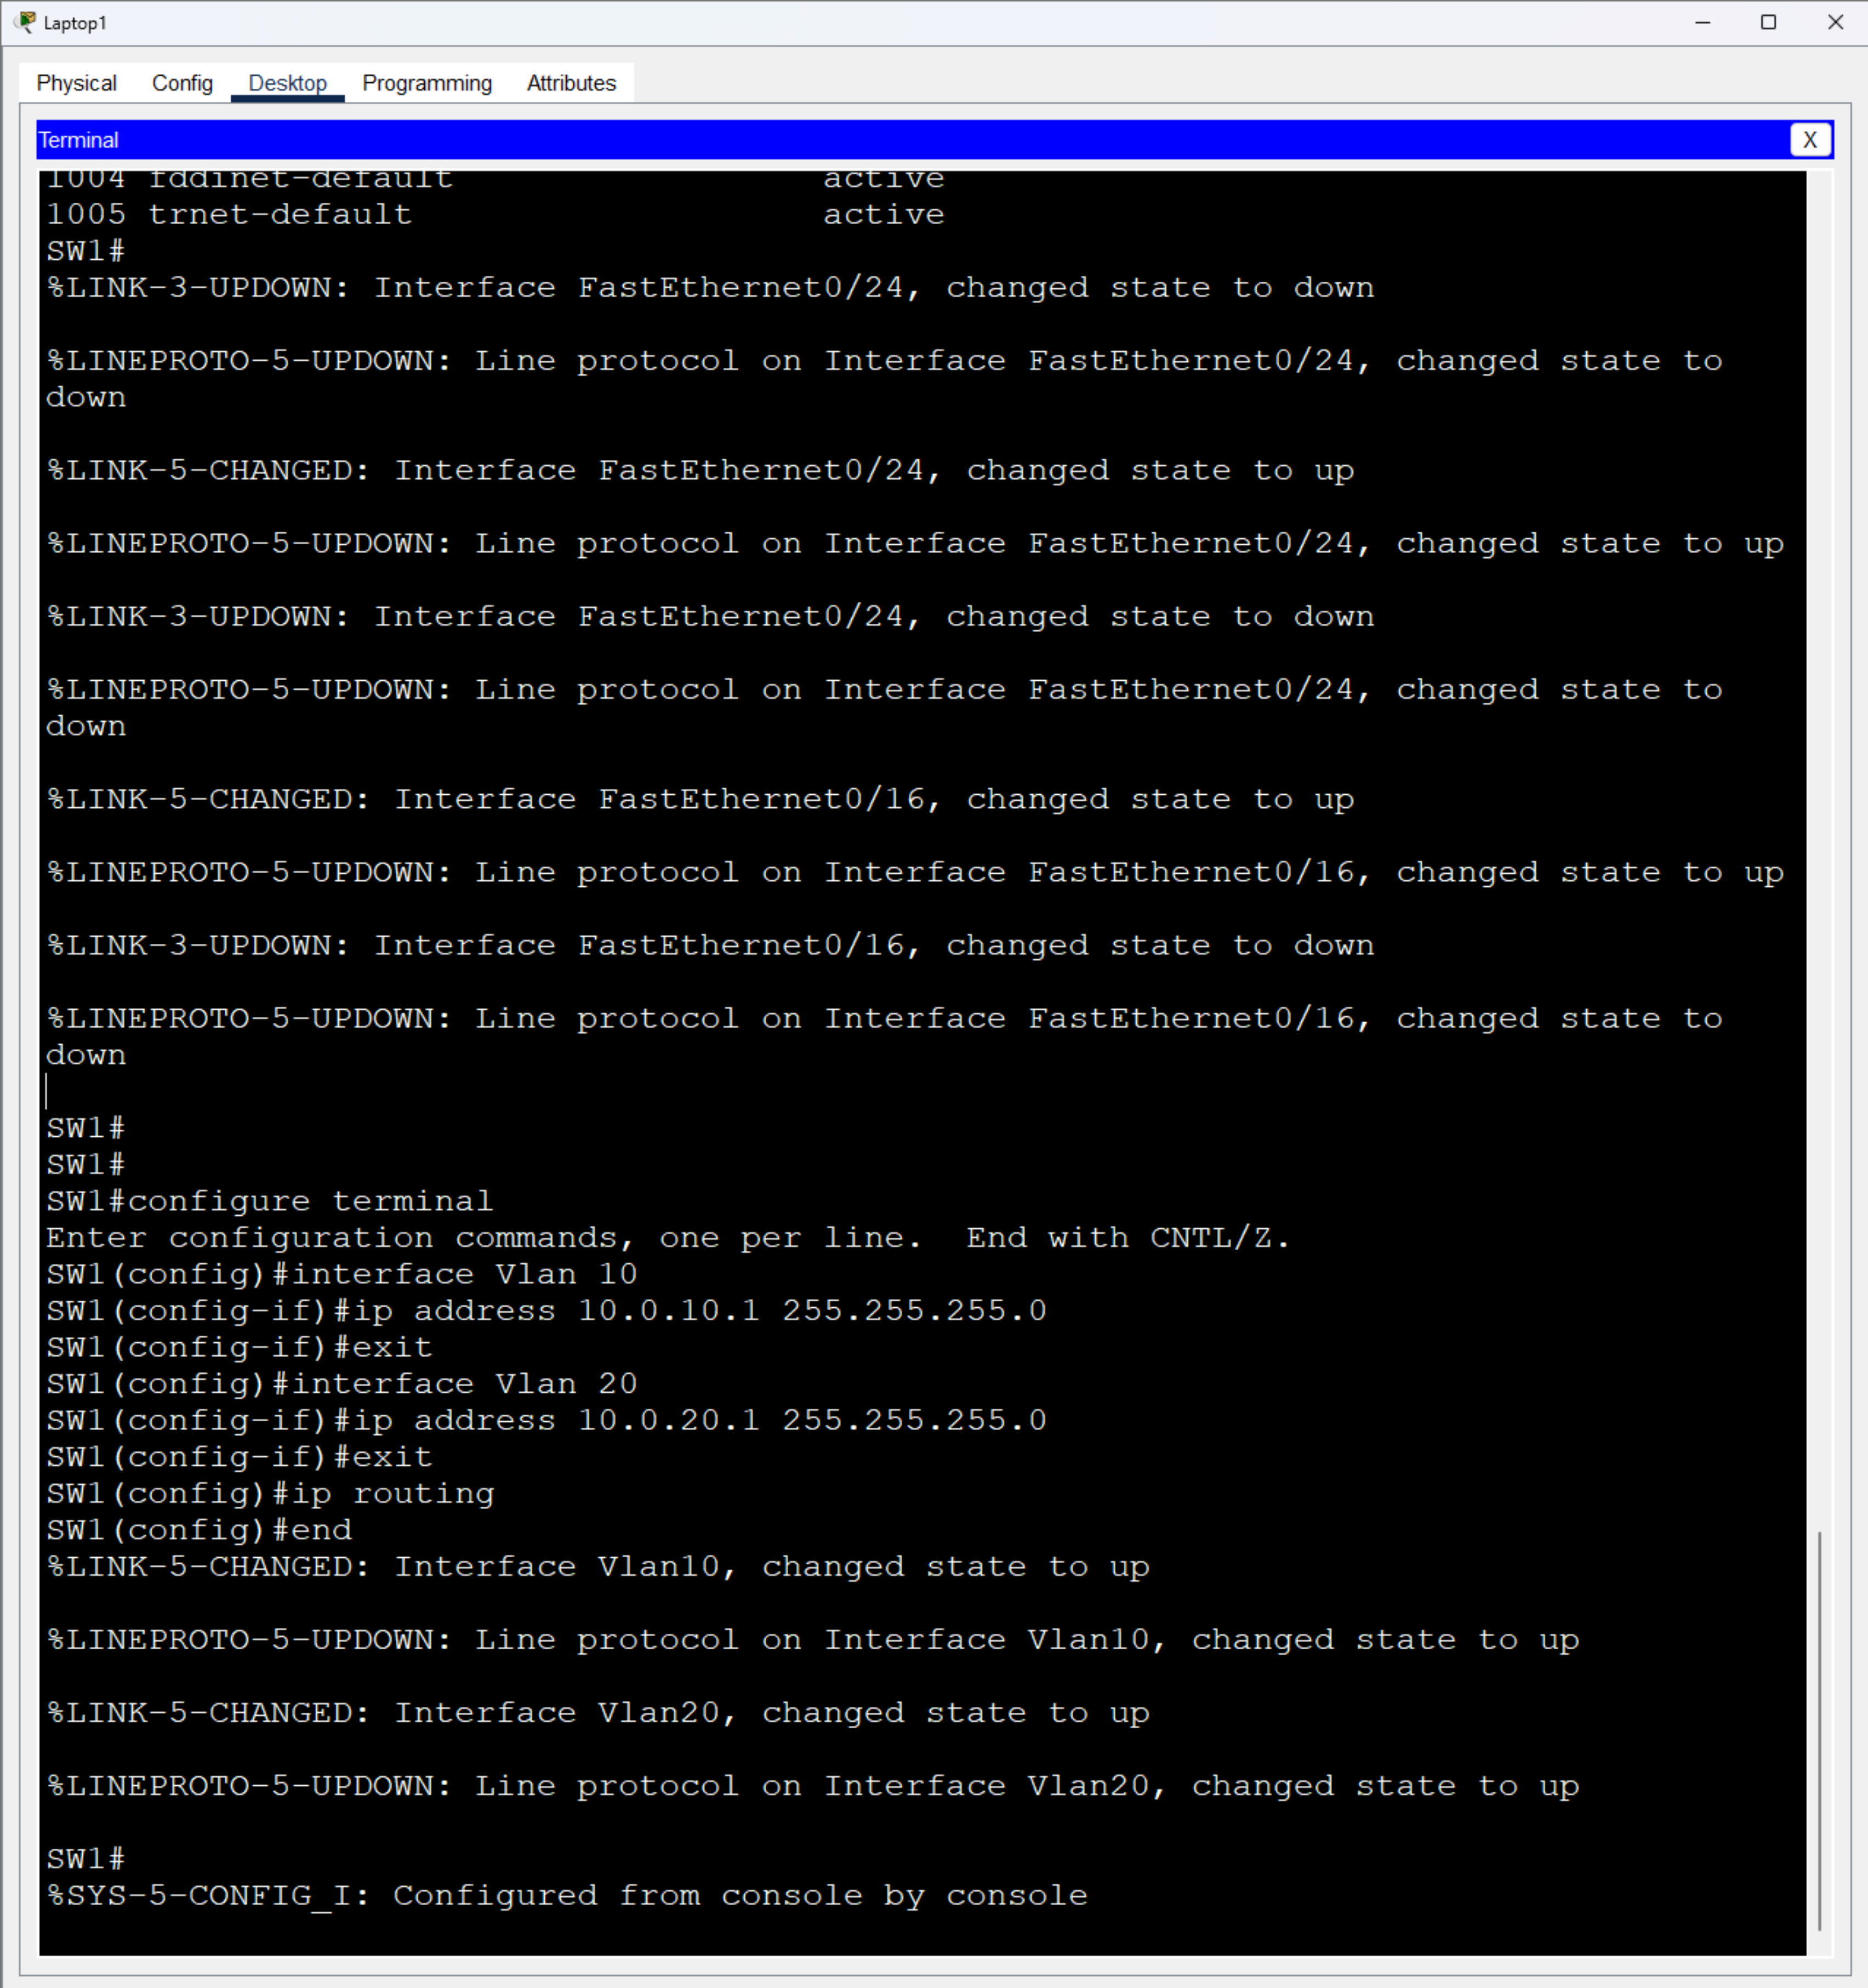 Laptop1
Physical Config Desktop Programming Attributes
Terminal X
1004 fddinet-default active
1005 trnet-default active
SW1#
%LINK-3-UPDOWN: Interface FastEthernet0/24, changed state to down
%LINEPROTO-5-UPDOWN: Line protocol on Interface FastEthernet0/24, changed state to
down
%LINK-5-CHANGED: Interface FastEthernet0/24, changed state to up
%LINEPROTO-5-UPDOWN: Line protocol on Interface FastEthernet0/24, changed state to up
%LINK-3-UPDOWN: Interface FastEthernet0/24, changed state to down
%LINEPROTO-5-UPDOWN: Line protocol on Interface FastEthernet0/24, changed state to
down
%LINK-5-CHANGED: Interface FastEthernet0/16, changed state to up
%LINEPROTO-5-UPDOWN: Line protocol on Interface FastEthernet0/16, changed state to up
%LINK-3-UPDOWN: Interface FastEthernet0/16, changed state to down
%LINEPROTO-5-UPDOWN: Line protocol on Interface FastEthernet0/16, changed state to
down
SW1#
SW1#
SW1#configure terminal
Enter configuration commands, one per line.  End with CNTL/Z.
SW1(config)#interface Vlan 10
SW1(config-if)#ip address 10.0.10.1 255.255.255.0
SW1(config-if)#exit
SW1(config)#interface Vlan 20
SW1(config-if)#ip address 10.0.20.1 255.255.255.0
SW1(config-if)#exit
SW1(config)#ip routing
SW1(config)#end
%LINK-5-CHANGED: Interface Vlan10, changed state to up
%LINEPROTO-5-UPDOWN: Line protocol on Interface Vlan10, changed state to up
%LINK-5-CHANGED: Interface Vlan20, changed state to up
%LINEPROTO-5-UPDOWN: Line protocol on Interface Vlan20, changed state to up
SW1#
%SYS-5-CONFIG_I: Configured from console by console